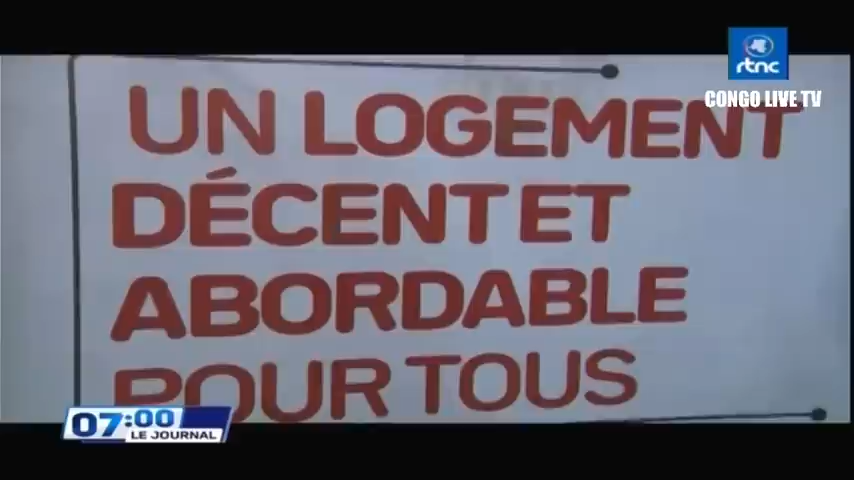 rtnc
CONGO LIVE TV
UN LOGEMENT
DÉCENT ET
ABORDABLE
POUR TOUS
07:00
LE JOURNAL